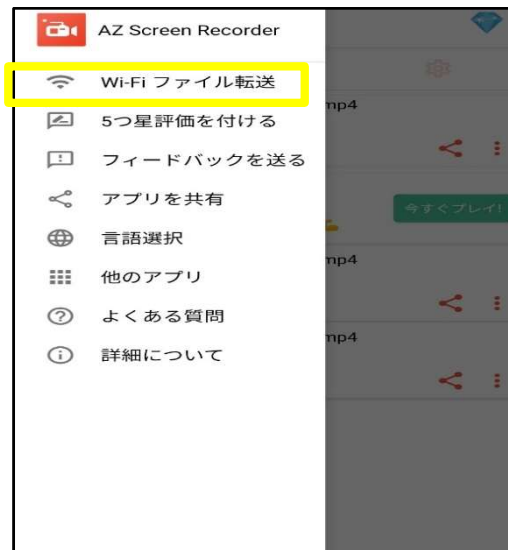 AZ Screen Recorder
Wi-Fi ファイル転送
mp4
5つ星評価を付ける
フィードバックを送る
アプリを共有
今すぐプレイ!
言語選択
mp4
他のアプリ
よくある質問
mp4
詳細について